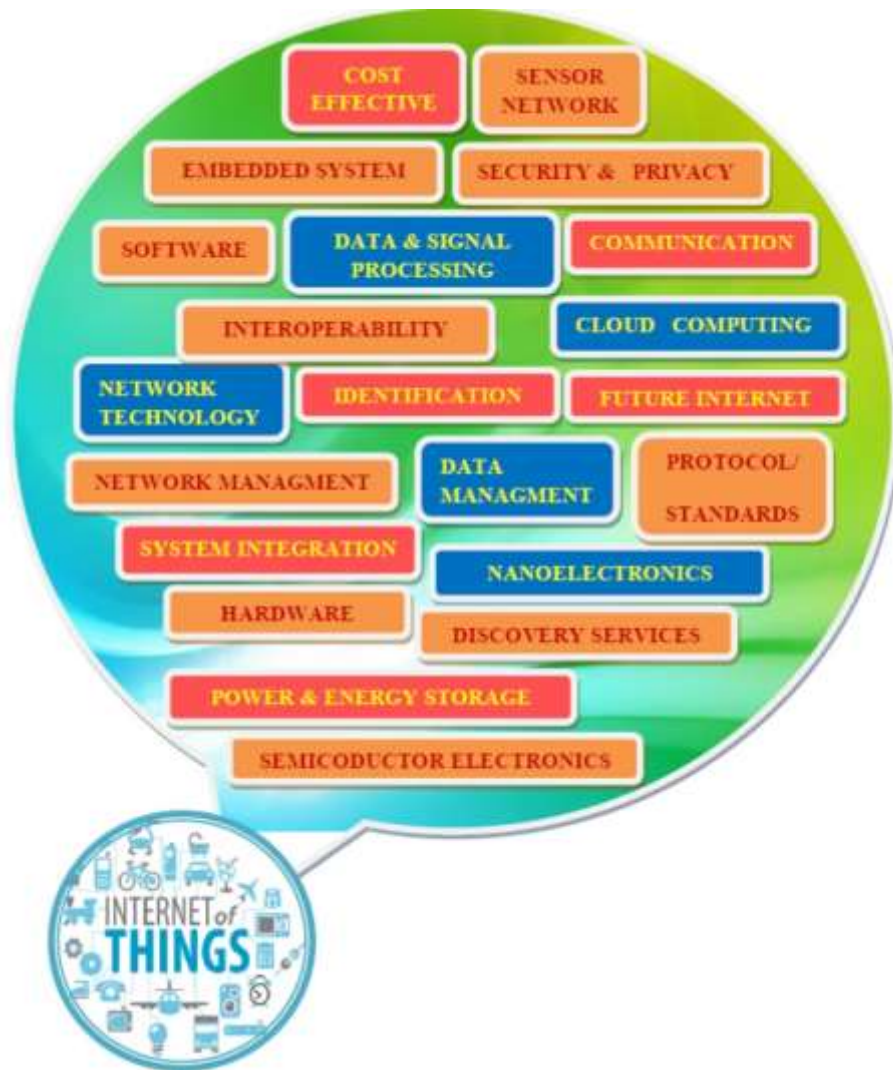 COST
EFFECTIVE
SENSOR
NETWORK
EMBEDDED SYSTEM
SECURITY & PRIVACY
SOFTWARE
DATA & SIGNAL
PROCESSING
COMMUNICATION
INTEROPERABILITY
CLOUD COMPUTING
NETWORK
TECHNOLOGY
IDENTIFICATION
FUTURE INTERNET
NETWORK MANAGMENT
DATA
MANAGMENT
PROTOCOL/
STANDARDS
SYSTEM INTEGRATION
NANOELECTRONICS
HARDWARE
DISCOVERY SERVICES
POWER & ENERGY STORAGE
SEMICODUCTOR ELECTRONICS
INTERNET of
THINGS